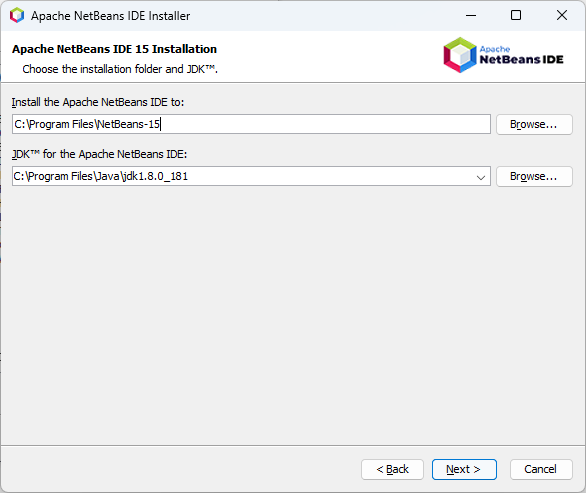 Apache NetBeans IDE Installer
Apache NetBeans IDE 15 Installation
Choose the installation folder and JDK™.
Apache
NetBeans IDE
Install the Apache NetBeans IDE to:
C:\Program Files\NetBeans-15
Browse...
JDK™ for the Apache NetBeans IDE:
C:\Program Files\Java\jdk1.8.0_181
Browse...
< Back
Next >
Cancel